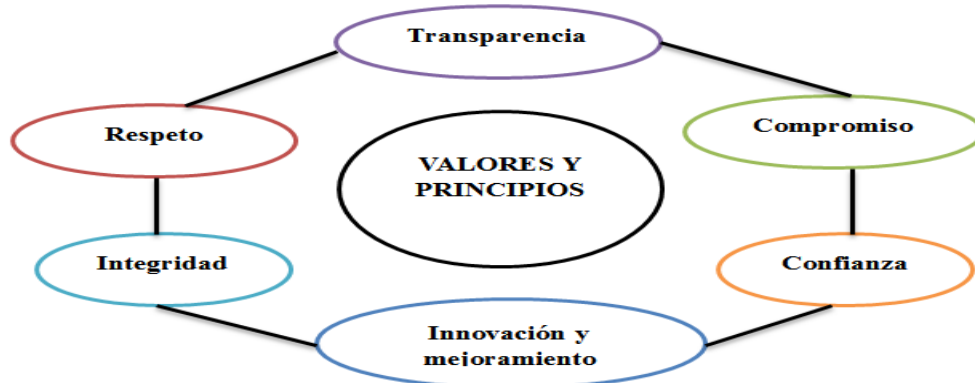 Transparencia
Respeto
Compromiso
VALORES Y
PRINCIPIOS
Integridad
Confianza
Innovación y
mejoramiento